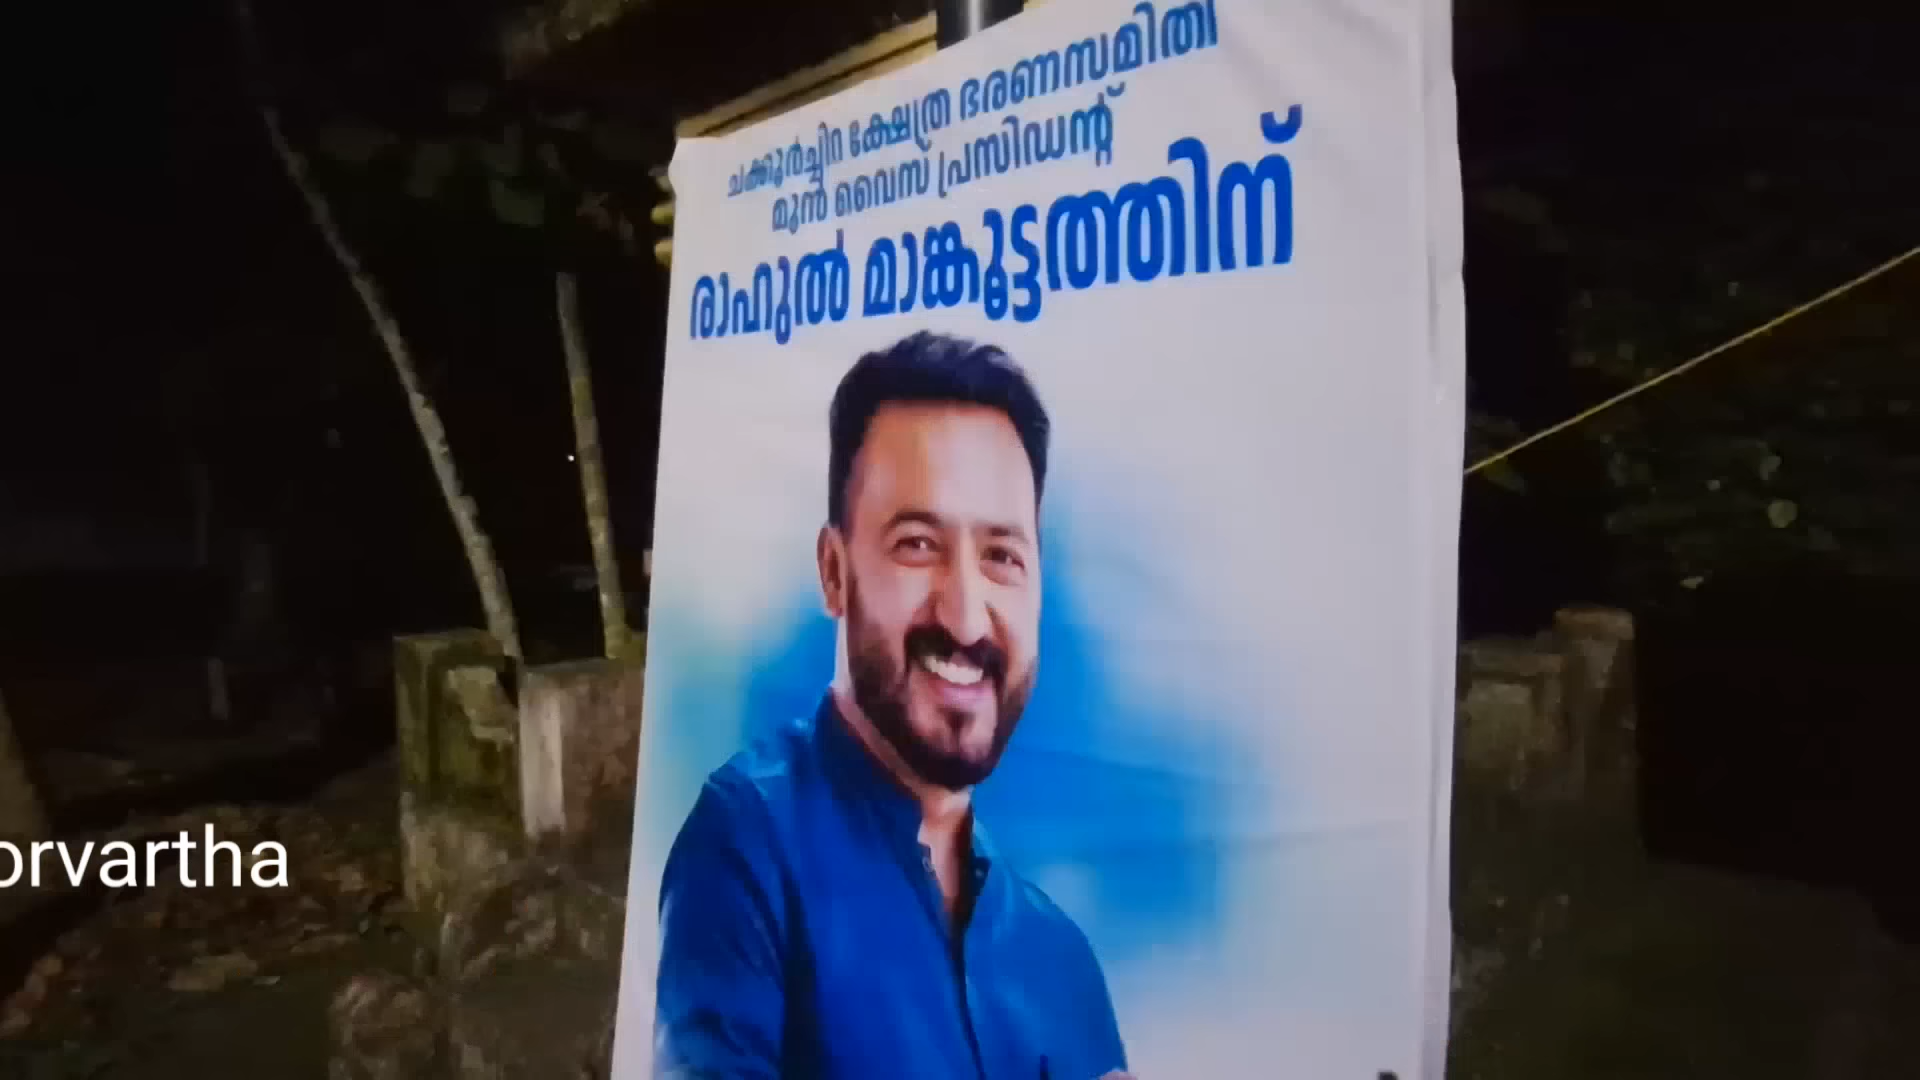 ചക്കൂർച്ചിറ ക്ഷേത്ര ഭരണസമിതി
മുൻ വൈസ് പ്രസിഡന്റ്
രാഹുൽ മാങ്കൂട്ടത്തിന്
orvartha